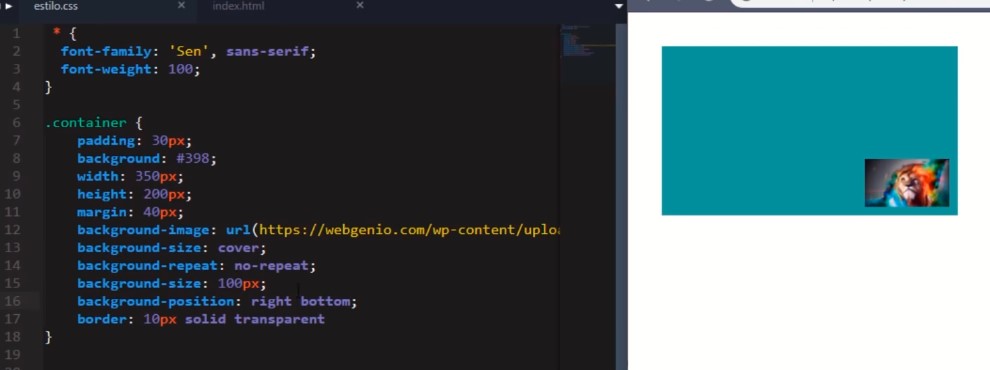 estilo.css × index.html ×
1 * {
2 font-family: 'Sen', sans-serif;
3 font-weight: 100;
4 }
5
6 .container {
7 padding: 30px;
8 background: #398;
9 width: 350px;
10 height: 200px;
11 margin: 40px;
12 background-image: url(https://webgenio.com/wp-content/uploa
13 background-size: cover;
14 background-repeat: no-repeat;
15 background-size: 100px;
16 background-position: right bottom;
17 border: 10px solid transparent
18 }
19